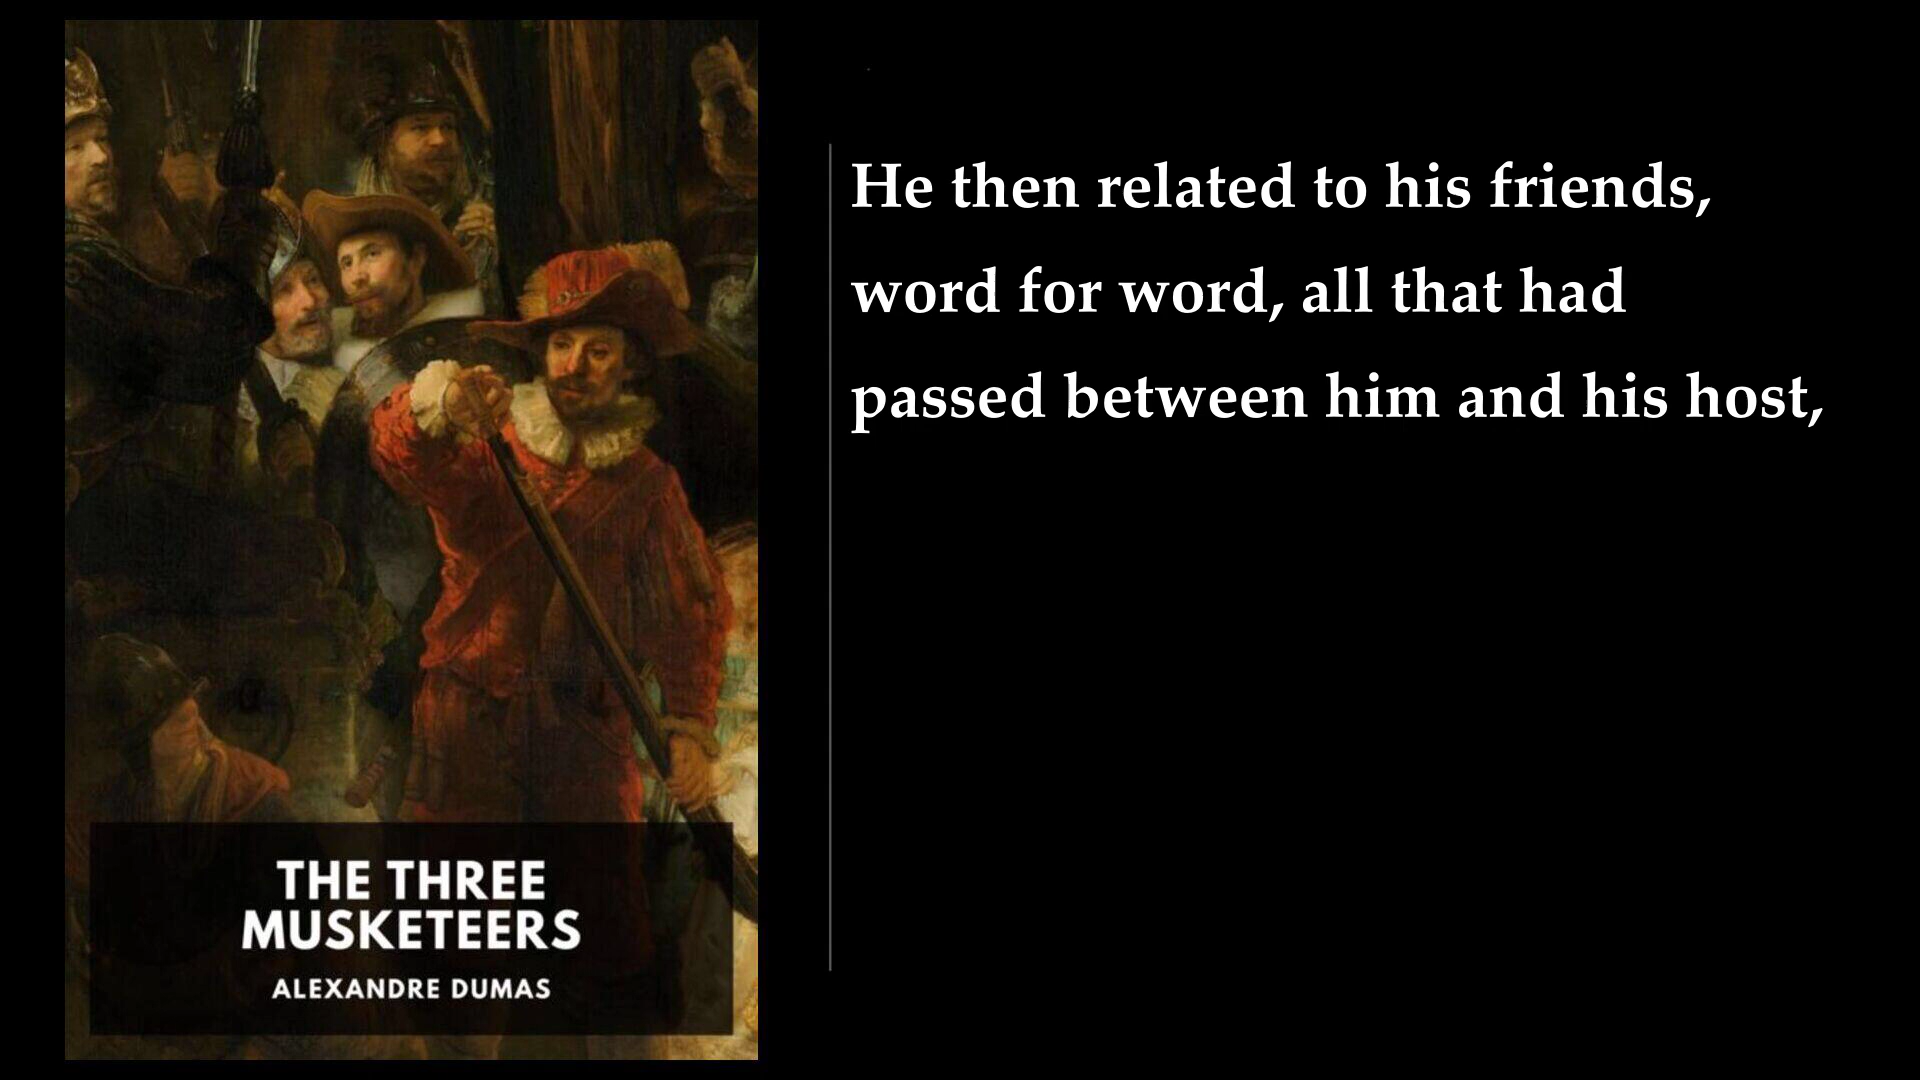 He then related to his friends,
word for word, all that had
passed between him and his host,
THE THREE
MUSKETEERS
ALEXANDRE DUMAS